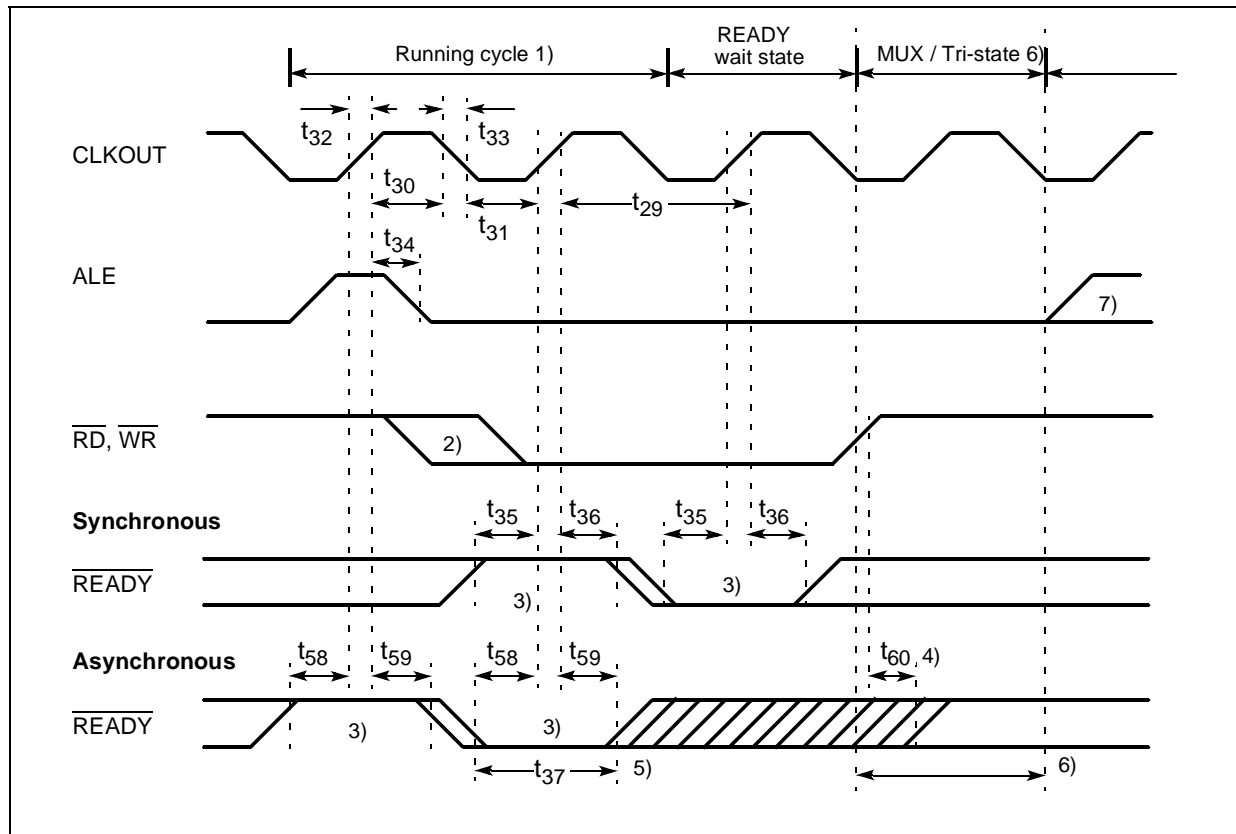 READY
Running cycle 1)
wait state
MUX / Tri-state 6)
t32
t33
CLKOUT
t30
t31
t29
t34
ALE
7)
RD, WR
2)
Synchronous
t35
t36
t35
t36
READY
3)
3)
Asynchronous
t58
t59
t58
t59
t60
4)
READY
3)
3)
t37
5)
6)